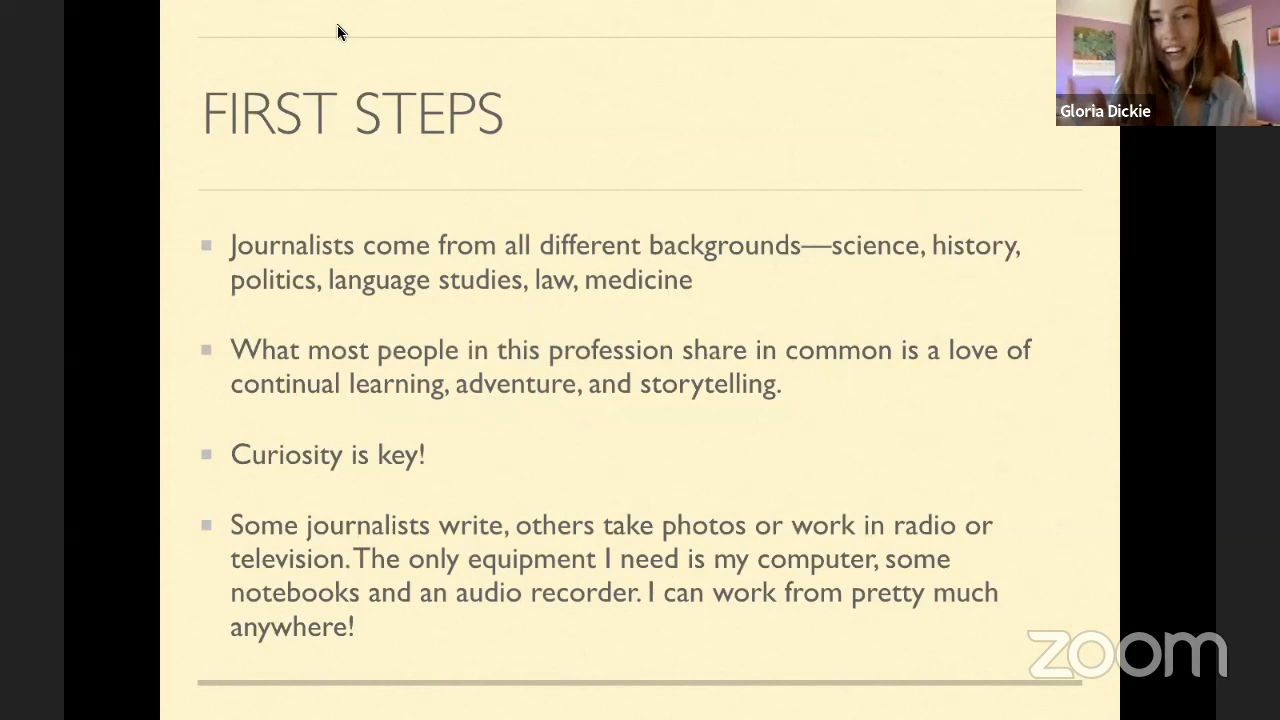 FIRST STEPS
Gloria Dickie
Journalists come from all different backgrounds—science, history,
politics, language studies, law, medicine
What most people in this profession share in common is a love of
continual learning, adventure, and storytelling.
Curiosity is key!
Some journalists write, others take photos or work in radio or
television. The only equipment I need is my computer, some
notebooks and an audio recorder. I can work from pretty much
anywhere!
zoom